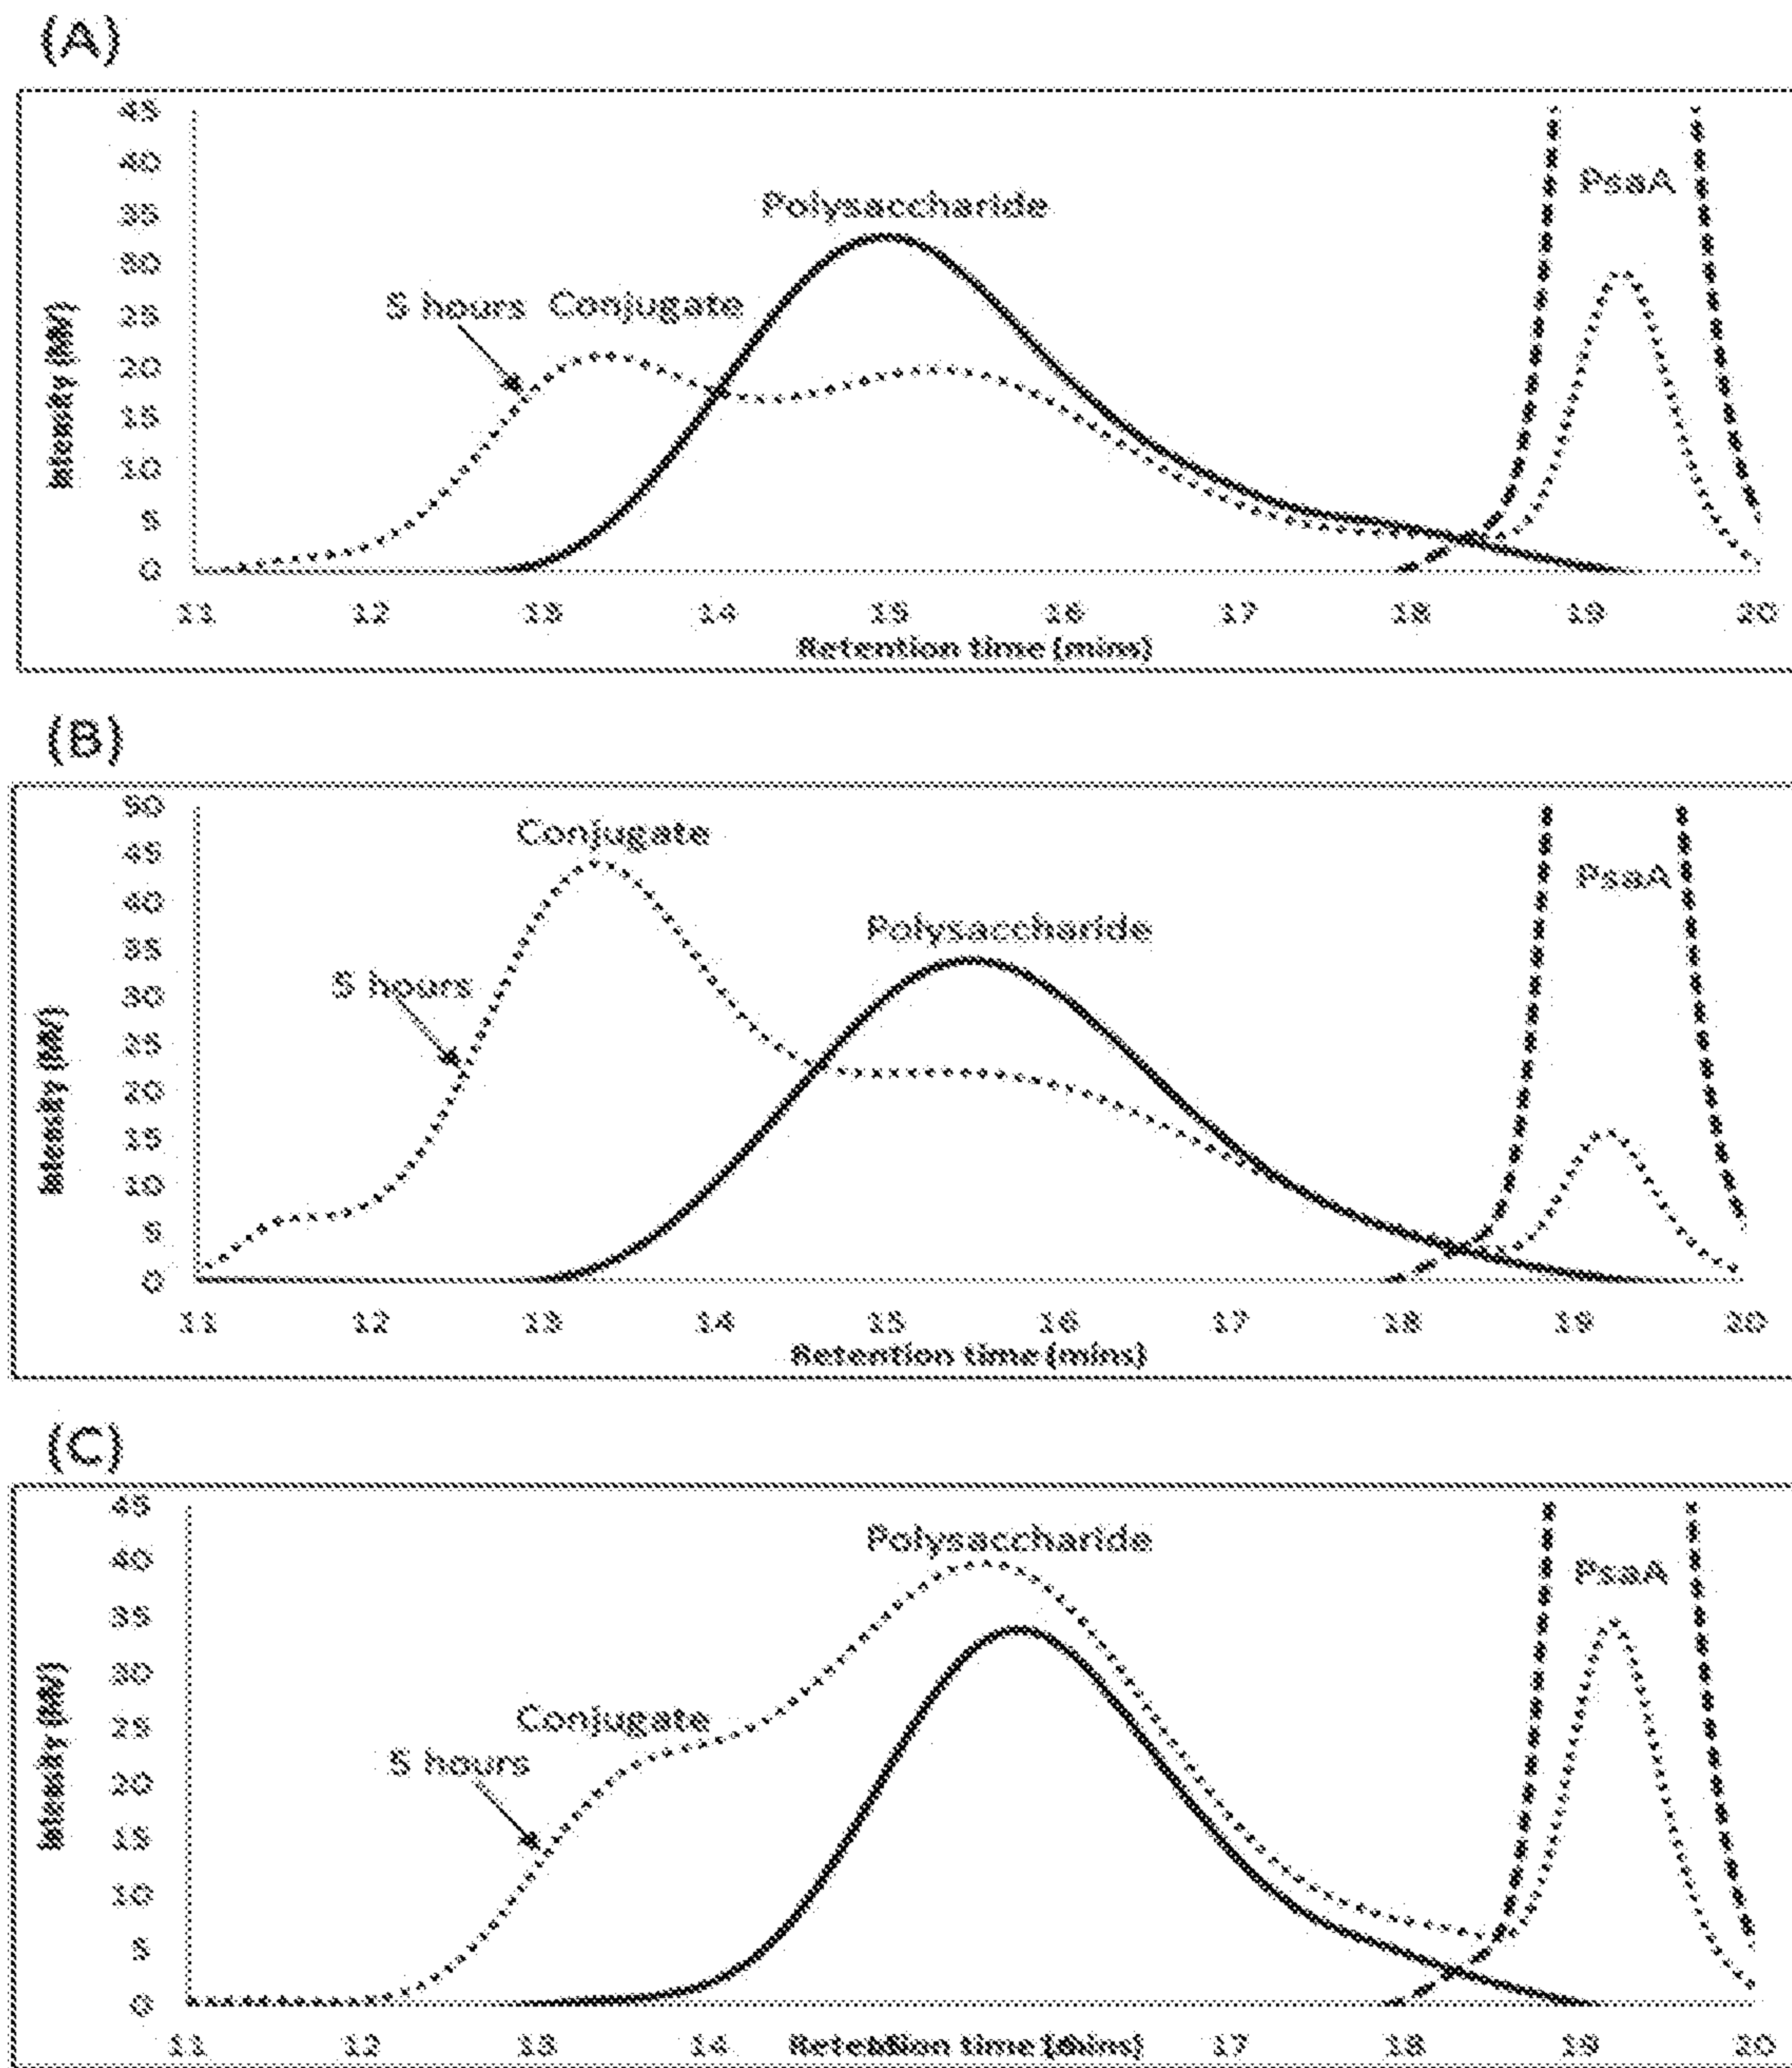 (A)
45
40
35
30
25
20
15
10
5
0
Intensity (MV)
Polysaccharide
PsaA
5 hours Conjugate
11 12 13 14 15 16 17 18 19 20
Retention time (mins)
(B)
50
45
40
35
30
25
20
15
10
5
0
Intensity (MV)
Conjugate
PsaA
Polysaccharide
5 hours
11 12 13 14 15 16 17 18 19 20
Retention time (mins)
(C)
45
40
35
30
25
20
15
10
5
0
Intensity (MV)
Polysaccharide
PsaA
Conjugate
5 hours
11 12 13 14 17 18 19 20
Retention time (mins)